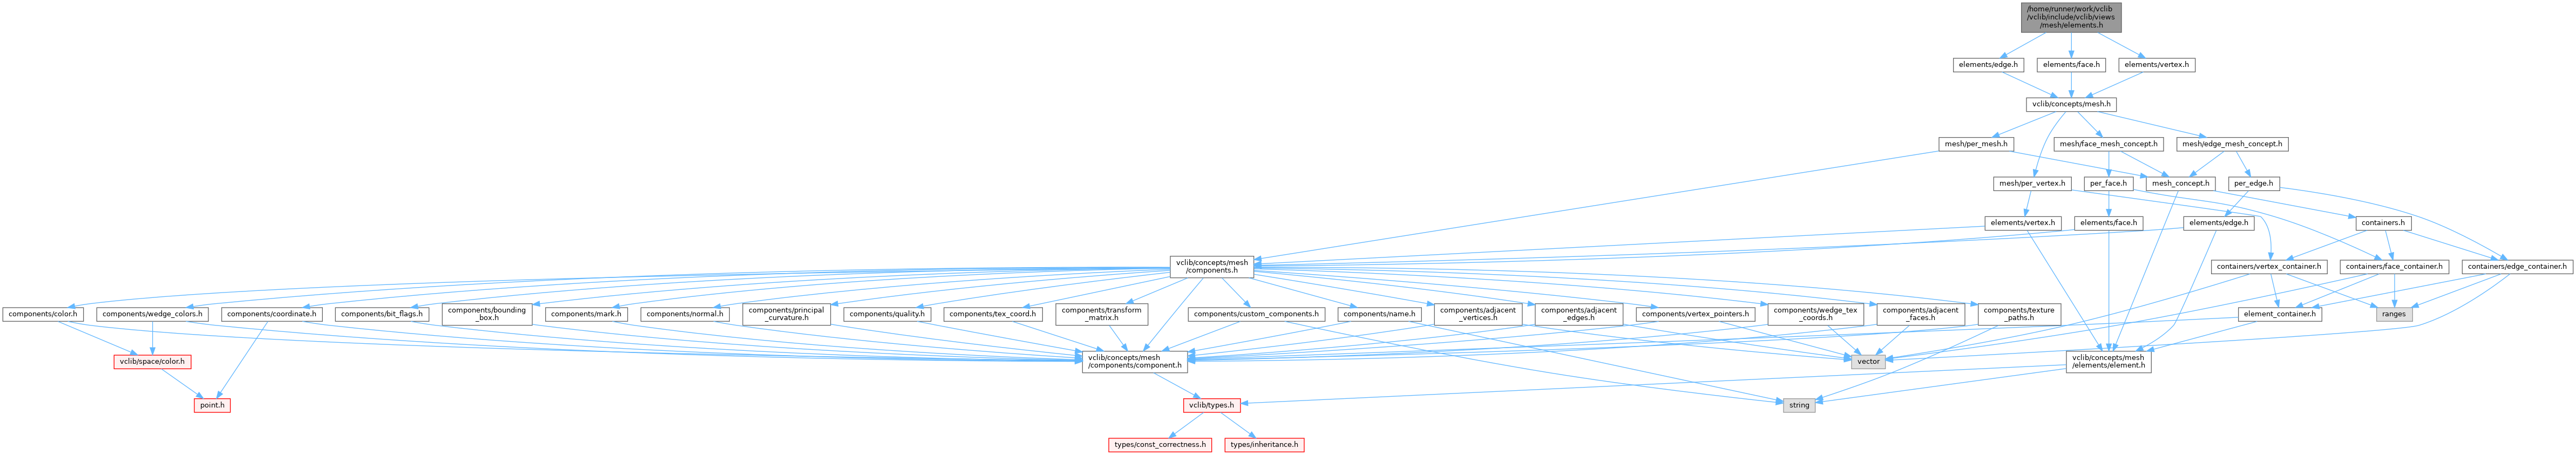 /home/runner/work/vclib
/vclib/include/vclib/views
/mesh/elements.h
elements/edge.h
elements/face.h
elements/vertex.h
vclib/concepts/mesh.h
mesh/per_mesh.h
mesh/face_mesh_concept.h
mesh/edge_mesh_concept.h
mesh/per_vertex.h
per_face.h
mesh_concept.h
per_edge.h
elements/vertex.h
elements/face.h
elements/edge.h
containers.h
vclib/concepts/mesh
/components.h
containers/vertex_container.h
containers/face_container.h
containers/edge_container.h
components/color.h
components/wedge_colors.h
components/coordinate.h
components/bit_flags.h
components/bounding
_box.h
components/mark.h
components/normal.h
components/principal
_curvature.h
components/quality.h
components/tex_coord.h
components/transform
_matrix.h
components/custom_components.h
components/name.h
components/adjacent
_vertices.h
components/adjacent
_edges.h
components/vertex_pointers.h
components/wedge_tex
_coords.h
components/adjacent
_faces.h
components/texture
_paths.h
element_container.h
ranges
vclib/space/color.h
vclib/concepts/mesh
/components/component.h
vector
vclib/concepts/mesh
/elements/element.h
point.h
vclib/types.h
string
types/const_correctness.h
types/inheritance.h